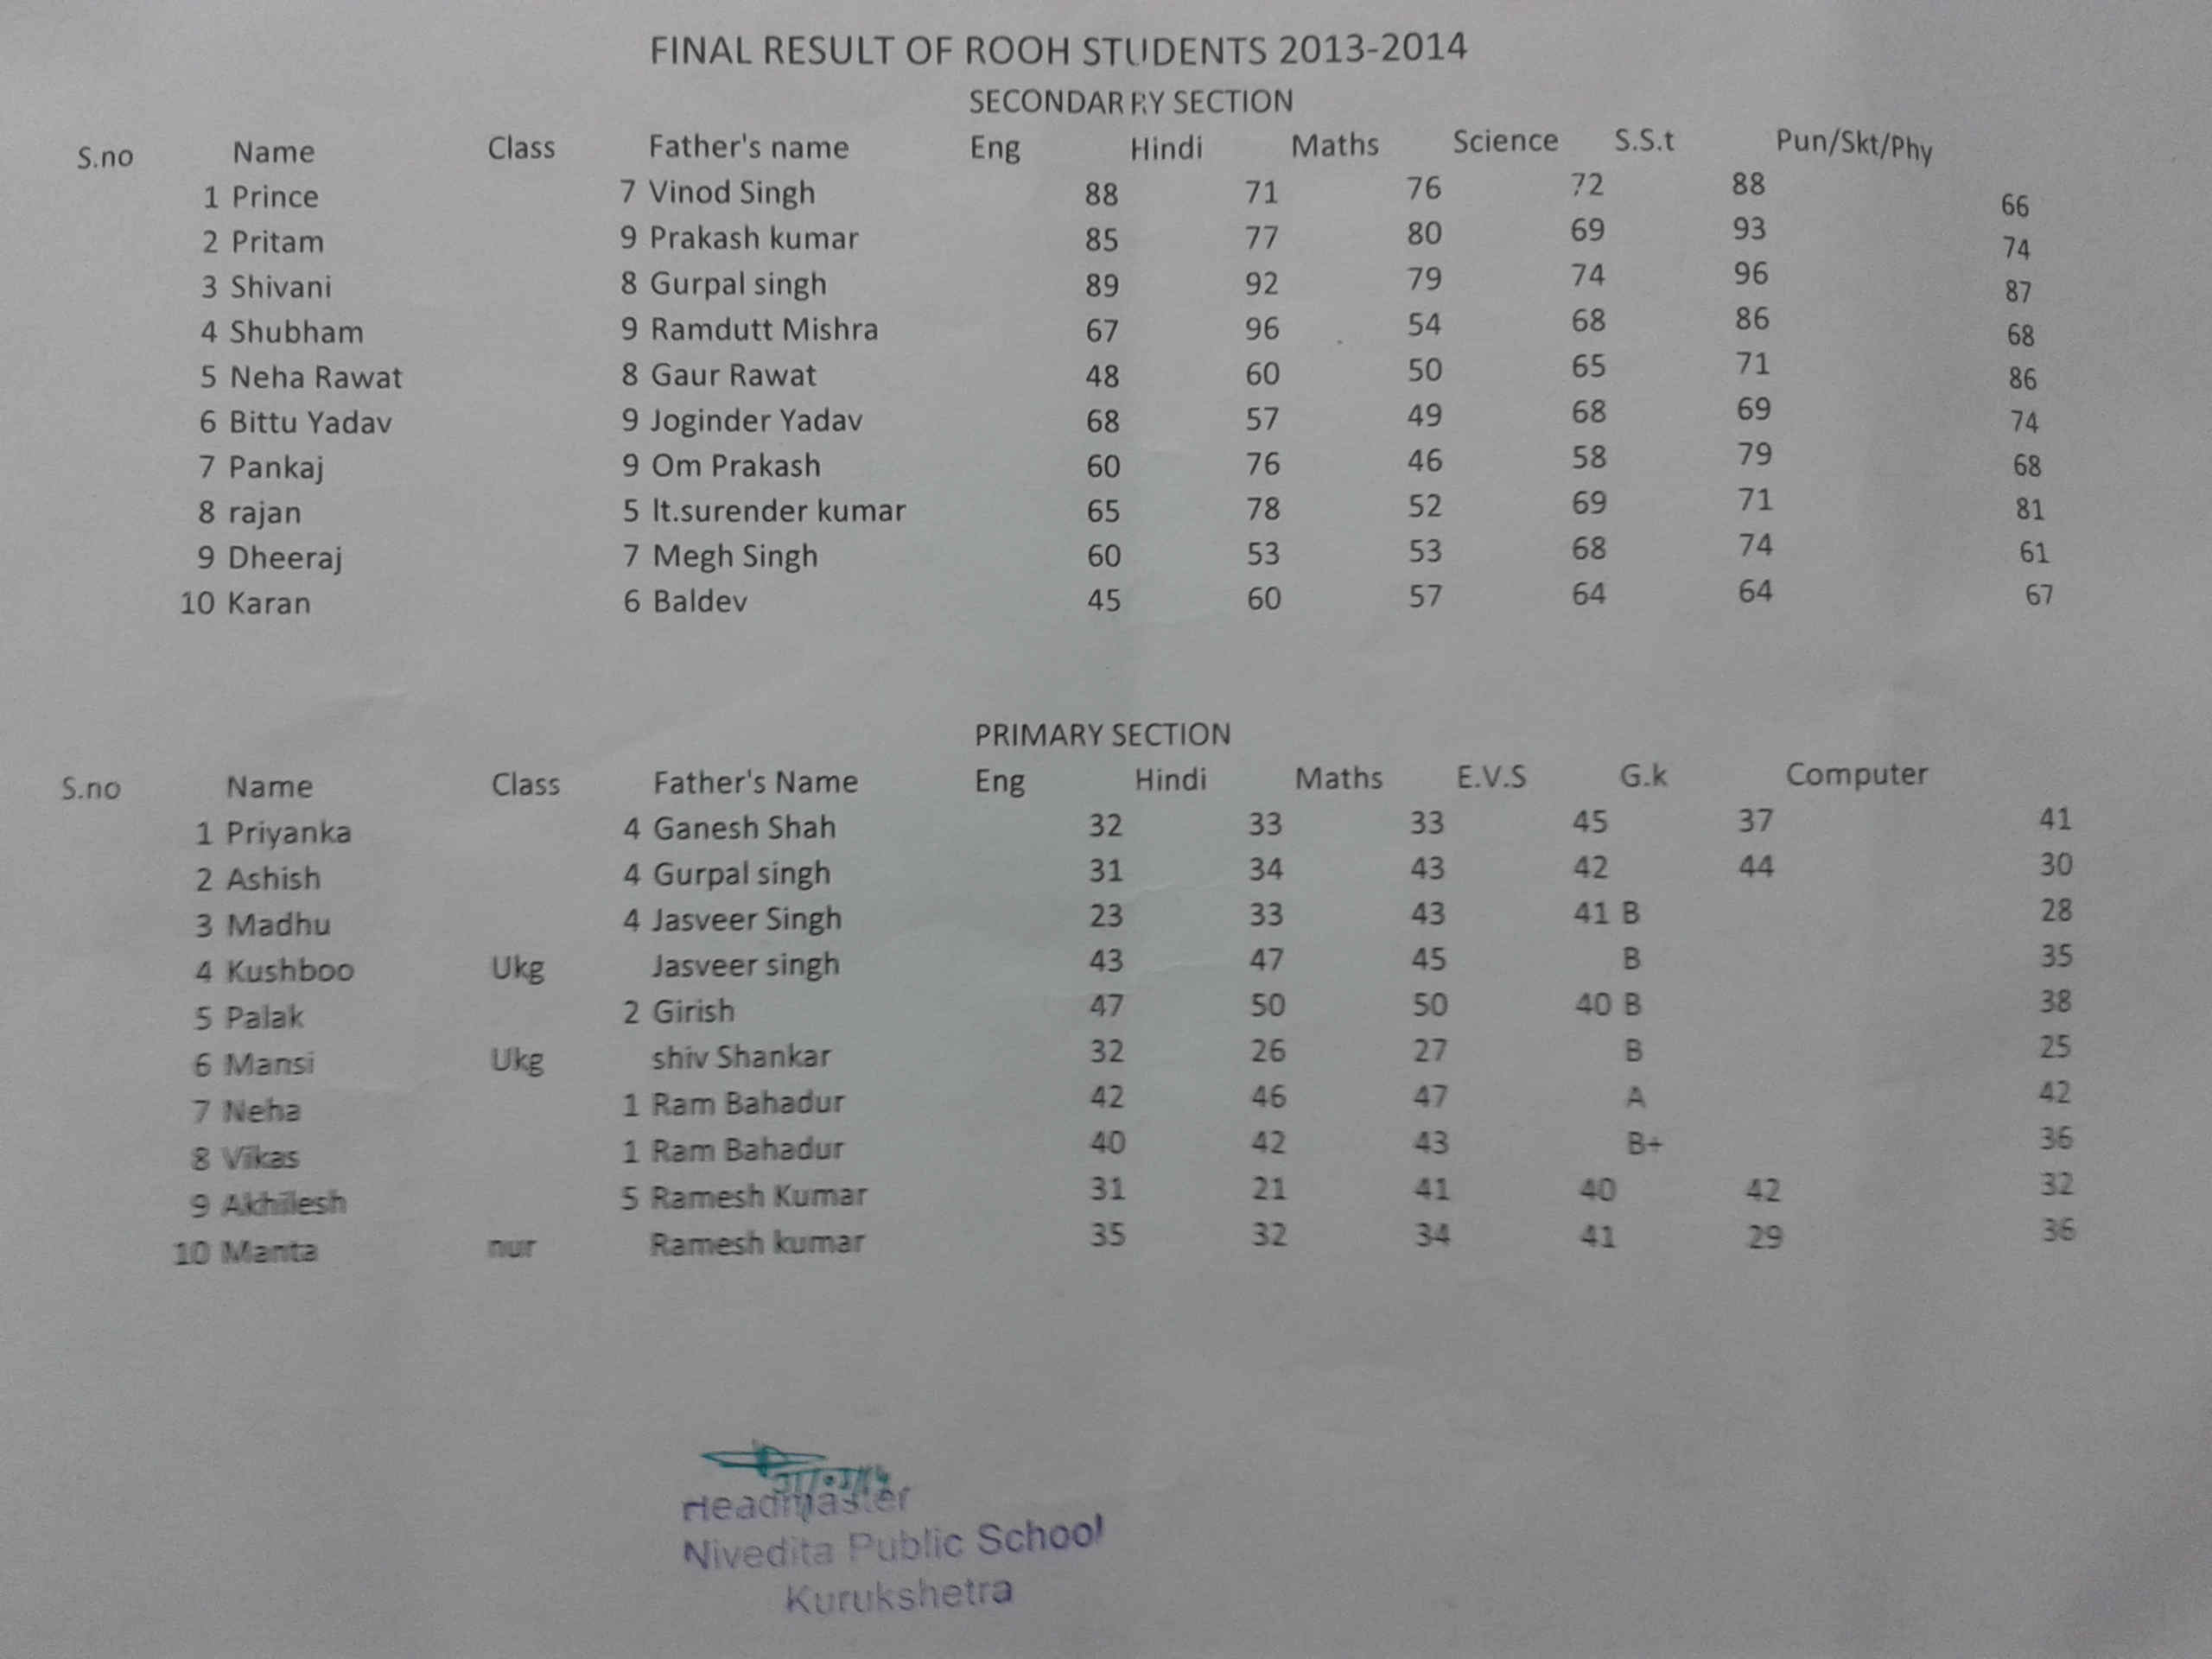 FINAL RESULT OF ROOH STUDENTS 2013-2014
SECONDARRY SECTION
S.no Name Class Father's name Eng Hindi Maths Science S.S.t Pun/Skt/Phy
1 Prince 7 Vinod Singh 88 71 76 72 88 66
2 Pritam 9 Prakash kumar 85 77 80 69 93 74
3 Shivani 8 Gurpal singh 89 92 79 74 96 87
4 Shubham 9 Ramdutt Mishra 67 96 54 68 86 68
5 Neha Rawat 8 Gaur Rawat 48 60 50 65 71 86
6 Bittu Yadav 9 Joginder Yadav 68 57 49 68 69 74
7 Pankaj 9 Om Prakash 60 76 46 58 79 68
8 rajan 5 lt.surender kumar 65 78 52 69 71 81
9 Dheeraj 7 Megh Singh 60 53 53 68 74 61
10 Karan 6 Baldev 45 60 57 64 64 67
PRIMARY SECTION
S.no Name Class Father's Name Eng Hindi Maths E.V.S G.k Computer
1 Priyanka 4 Ganesh Shah 32 33 33 45 37 41
2 Ashish 4 Gurpal singh 31 34 43 42 44 30
3 Madhu 4 Jasveer Singh 23 33 43 41 B 28
4 Kushboo Ukg Jasveer singh 43 47 45 B 35
5 Palak 2 Girish 47 50 50 40 B 38
6 Mansi Ukg shiv Shankar 32 26 27 B 25
7 Neha 1 Ram Bahadur 42 46 47 A 42
8 Vikas 1 Ram Bahadur 40 42 43 B+ 36
9 Akhilesh 5 Ramesh Kumar 31 21 41 40 42 32
10 Manta nur Ramesh kumar 35 32 34 41 29 36
Headmaster
Nivedita Public School
Kurukshetra